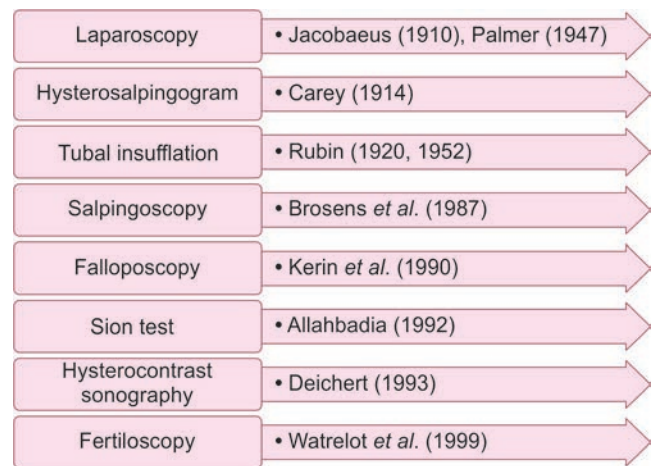 Laparoscopy • Jacobaeus (1910), Palmer (1947)
Hysterosalpingogram • Carey (1914)
Tubal insufflation • Rubin (1920, 1952)
Salpingoscopy • Brosens et al. (1987)
Falloposcopy • Kerin et al. (1990)
Sion test • Allahbadia (1992)
Hysterocontrast
sonography • Deichert (1993)
Fertiloscopy • Watrelot et al. (1999)